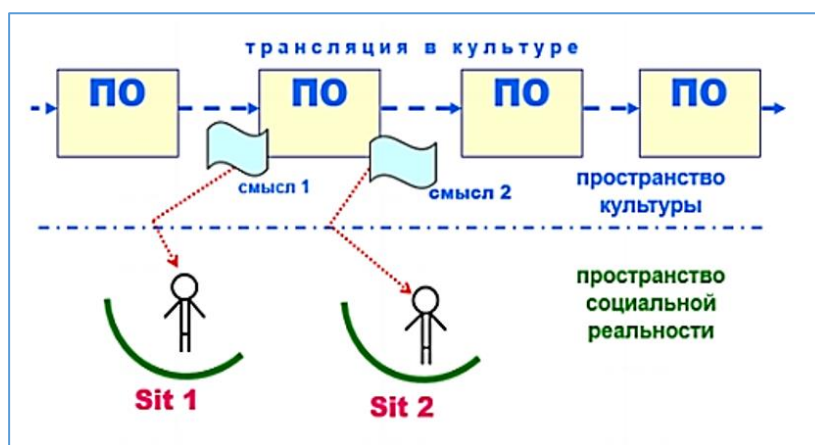 трансляция в культуре
ПО ПО ПО ПО
смысл 1
смысл 2
пространство
культуры
пространство
социальной
реальности
Sit 1
Sit 2